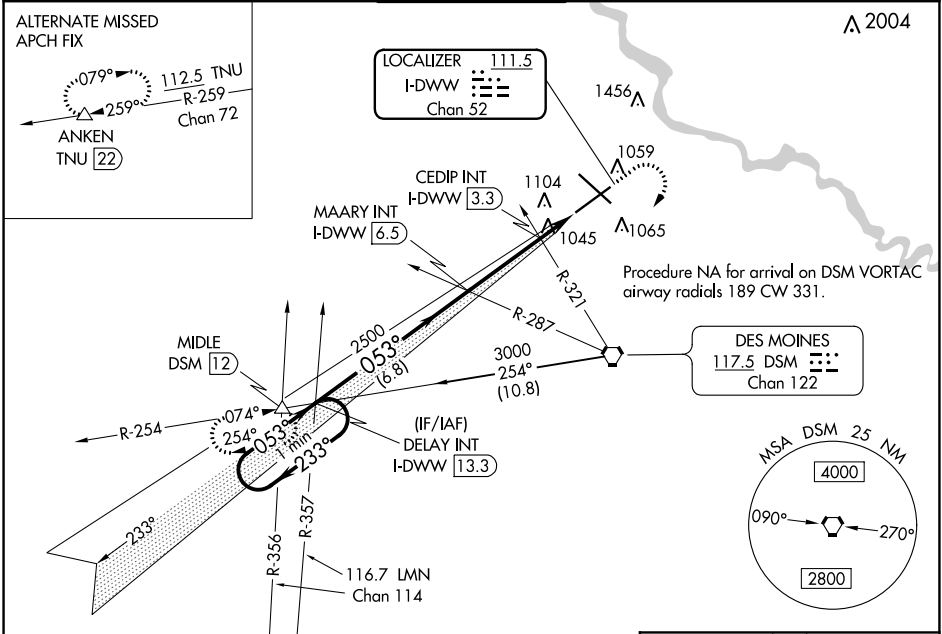 ALTERNATE MISSED
APCH FIX
079°
112.5 TNU
259°
R-259
Chan 72
ANKEN
TNU 22
LOCALIZER 111.5
I-DWW
Chan 52
2004
1456
1059
CEDIP INT
I-DWW 3.3
1104
MAARY INT
I-DWW 6.5
1045
1065
R-321
Procedure NA for arrival on DSM VORTAC
airway radials 189 CW 331.
R-287
MIDLE
DSM 12
2500
053°
(6.8)
3000
254°
(10.8)
DES MOINES
117.5 DSM
Chan 122
R-254
074°
254°
053°
1 min
233°
(IF/IAF)
DELAY INT
I-DWW 13.3
233°
R-356
R-357
116.7 LMN
Chan 114
MSA DSM 25 NM
4000
090°
270°
2800